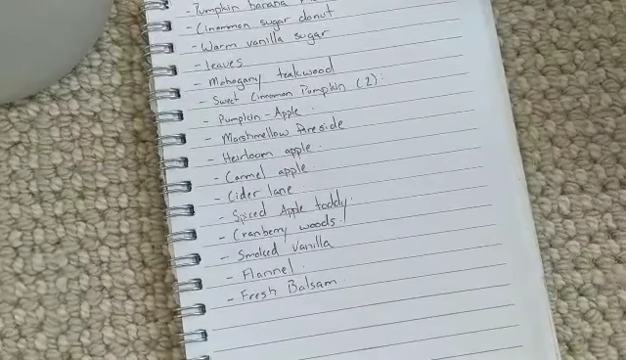 - Pumpkin banana
- Cinnamon sugar donut
- Warm vanilla sugar
- leaves
- Mahogany teakwood
- Sweet Cinnamon Pumpkin (2)
- Pumpkin-Apple
- Marshmellow fireside
- Heirloom apple
- Carmel apple
- Cider lane
- Spiced Apple toddy
- Cranberry woods
- Smoked vanilla
- Flannel
- Fresh Balsam